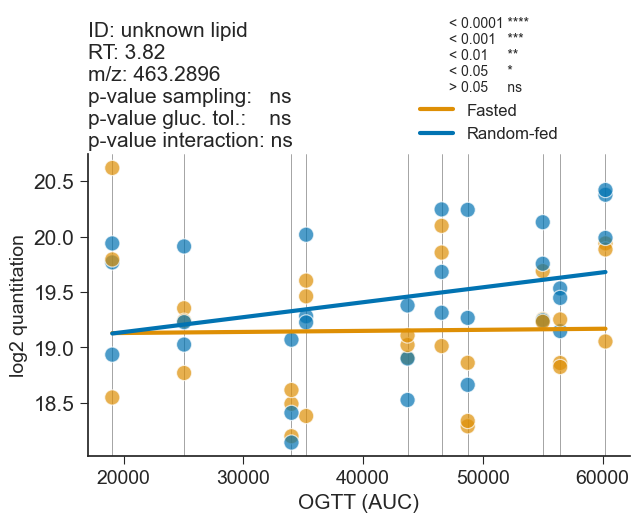 ID: unknown lipid
RT: 3.82
m/z: 463.2896
p-value sampling: ns
p-value gluc. tol.: ns
p-value interaction: ns
< 0.0001 ****
< 0.001 ***
< 0.01 **
< 0.05 *
> 0.05 ns
Fasted
Random-fed
log2 quantitation
20.5
20.0
19.5
19.0
18.5
20000 30000 40000 50000 60000
OGTT (AUC)